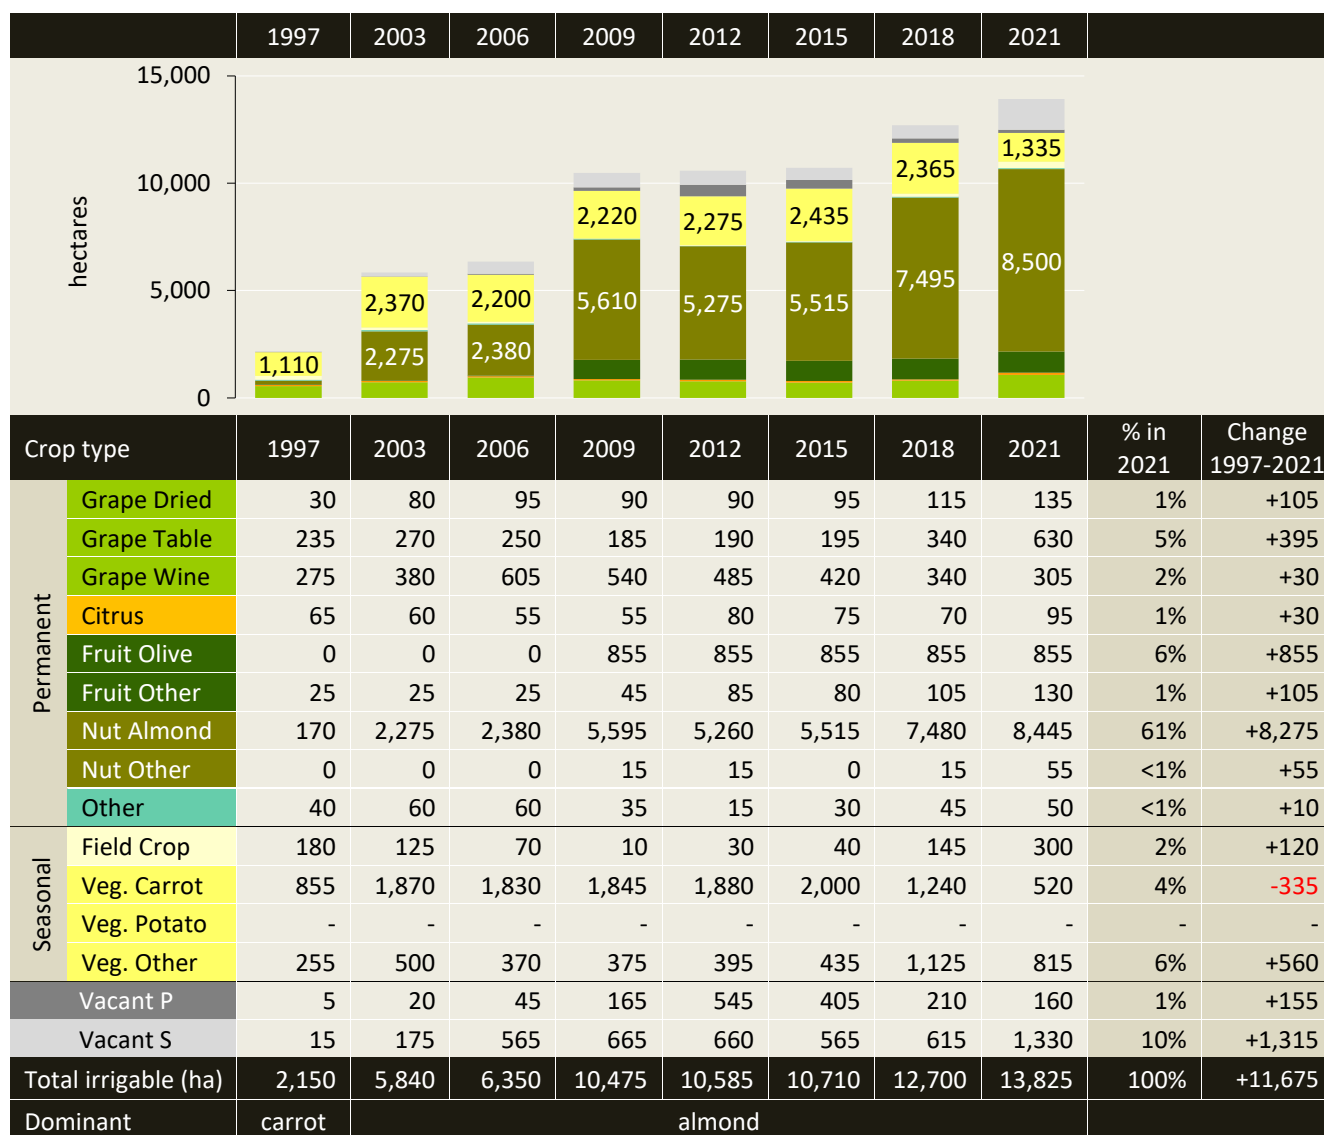 1997 2003 2006 2009 2012 2015 2018 2021
15,000
10,000
5,000
0
hectares
1,110
2,370
2,275
2,200
2,380
2,220
5,610
2,275
5,275
2,435
5,515
2,365
7,495
1,335
8,500
Crop type 1997 2003 2006 2009 2012 2015 2018 2021 % in 2021 Change 1997-2021
Permanent
Grape Dried 30 80 95 90 90 95 115 135 1% +105
Grape Table 235 270 250 185 190 195 340 630 5% +395
Grape Wine 275 380 605 540 485 420 340 305 2% +30
Citrus 65 60 55 55 80 75 70 95 1% +30
Fruit Olive 0 0 0 855 855 855 855 855 6% +855
Fruit Other 25 25 25 45 85 80 105 130 1% +105
Nut Almond 170 2,275 2,380 5,595 5,260 5,515 7,480 8,445 61% +8,275
Nut Other 0 0 0 15 15 0 15 55 <1% +55
Other 40 60 60 35 15 30 45 50 <1% +10
Seasonal
Field Crop 180 125 70 10 30 40 145 300 2% +120
Veg. Carrot 855 1,870 1,830 1,845 1,880 2,000 1,240 520 4% -335
Veg. Potato - - - - - - - - - -
Veg. Other 255 500 370 375 395 435 1,125 815 6% +560
Vacant P 5 20 45 165 545 405 210 160 1% +155
Vacant S 15 175 565 665 660 565 615 1,330 10% +1,315
Total irrigable (ha) 2,150 5,840 6,350 10,475 10,585 10,710 12,700 13,825 100% +11,675
Dominant carrot almond